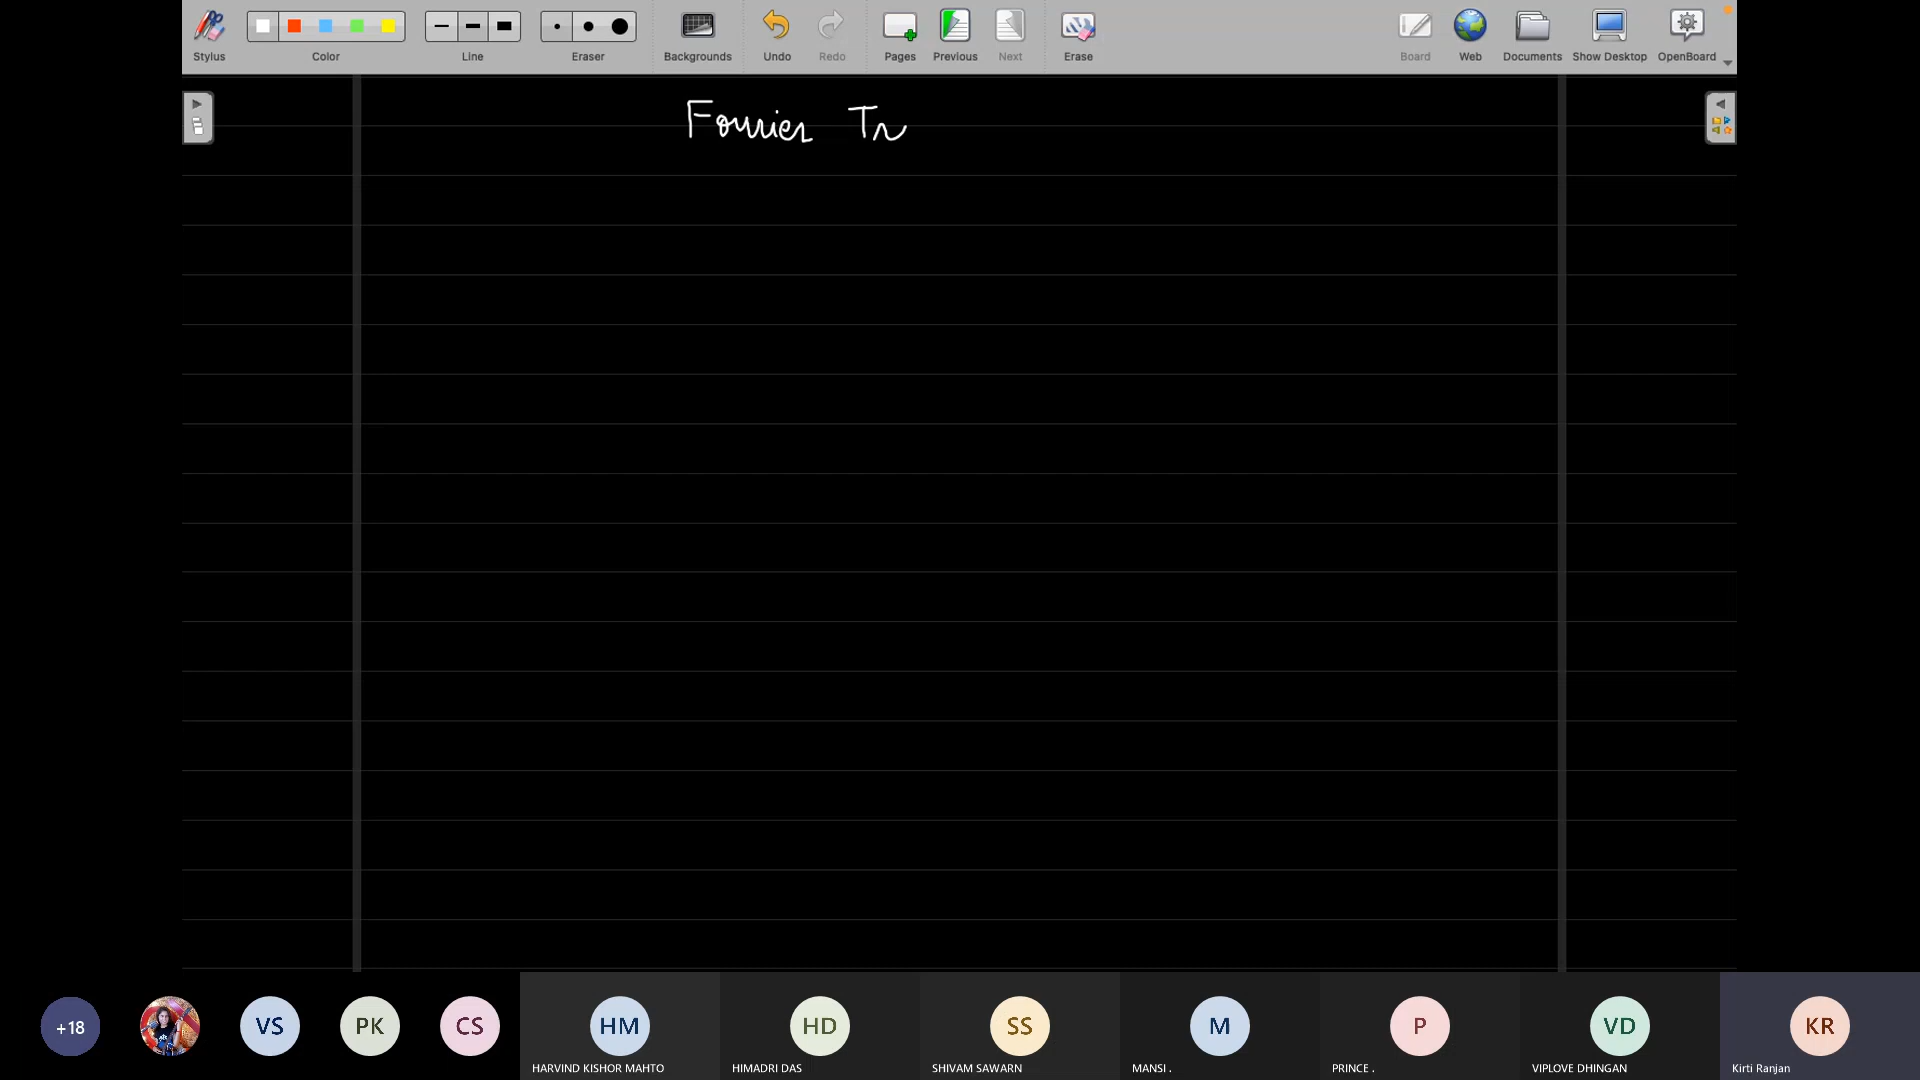 Stylus Color Line Eraser Backgrounds Undo Redo Pages Previous Next Erase Board Web Documents Show Desktop OpenBoard
Fourier Tr
+18 VS PK CS HM HD SS M P VD KR
HARVIND KISHOR MAHTO HIMADRI DAS SHIVAM SAWARN MANSI . PRINCE . VIPLOVE DHINGAN Kirti Ranjan